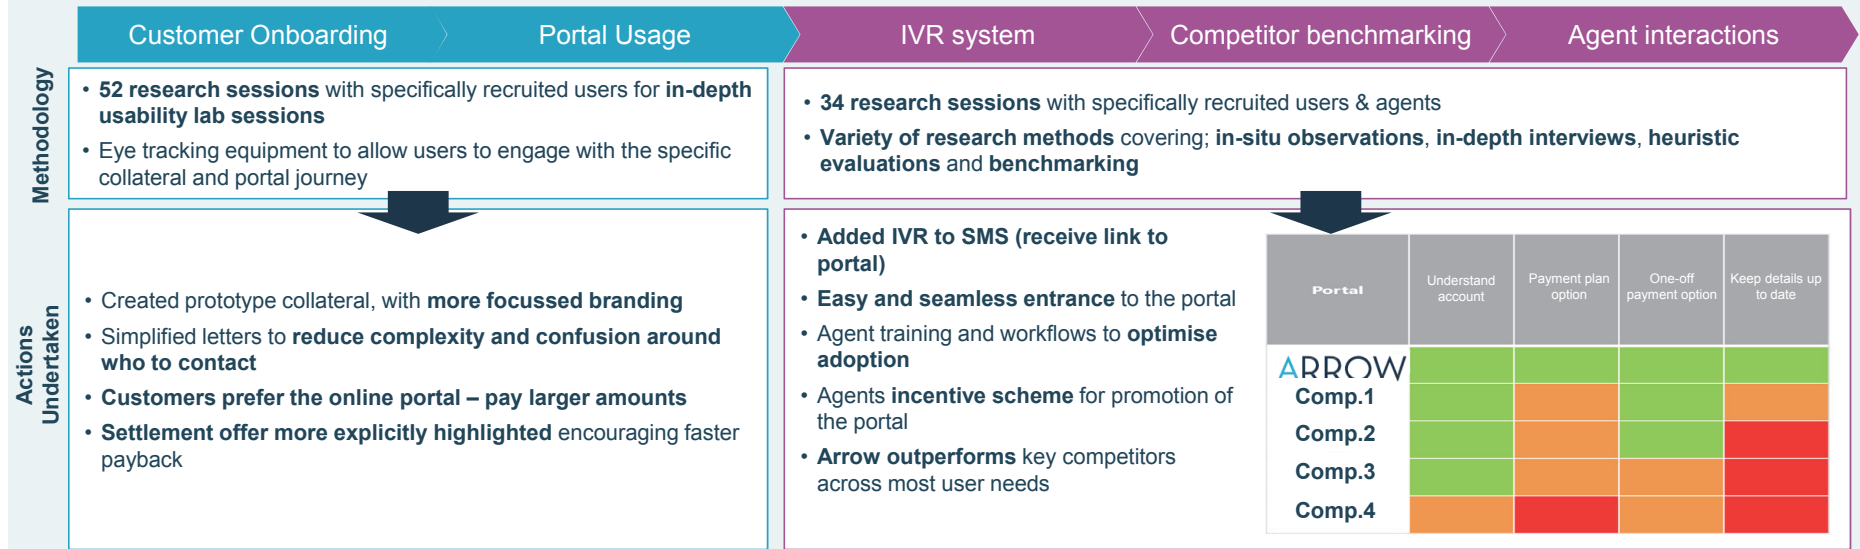 Customer Onboarding
Portal Usage
IVR system
Competitor benchmarking
Agent interactions
Methodology
• 52 research sessions with specifically recruited users for in-depth
usability lab sessions
• Eye tracking equipment to allow users to engage with the specific
collateral and portal journey
• 34 research sessions with specifically recruited users & agents
• Variety of research methods covering; in-situ observations, in-depth interviews, heuristic
evaluations and benchmarking
Actions
Undertaken
• Created prototype collateral, with more focussed branding
• Simplified letters to reduce complexity and confusion around
who to contact
• Customers prefer the online portal – pay larger amounts
• Settlement offer more explicitly highlighted encouraging faster
payback
• Added IVR to SMS (receive link to
portal)
• Easy and seamless entrance to the portal
• Agent training and workflows to optimise
adoption
• Agents incentive scheme for promotion of
the portal
• Arrow outperforms key competitors
across most user needs
Portal
Understand
account
Payment plan
option
One-off
payment option
Keep details up
to date
ARROW
Comp.1
Comp.2
Comp.3
Comp.4